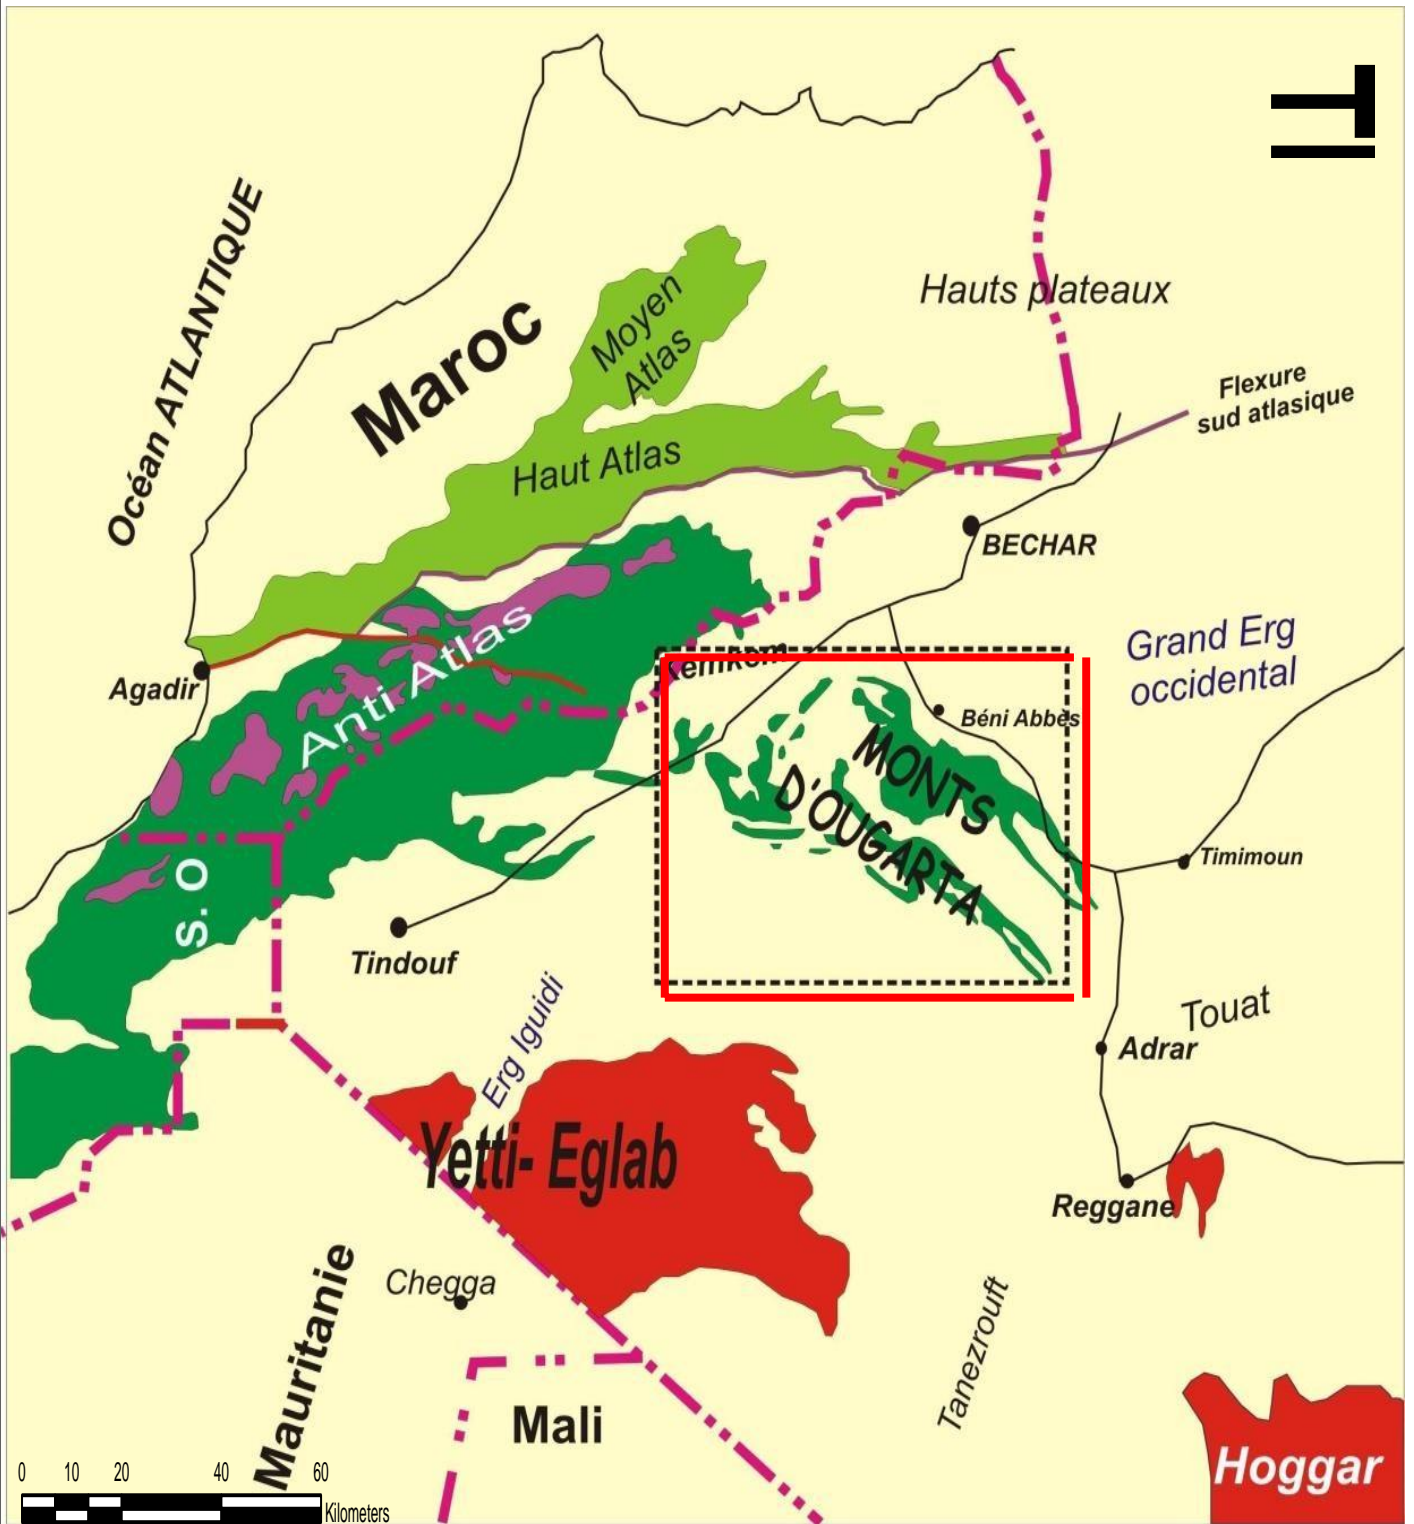 Océan ATLANTIQUE
Maroc
Moyen
Atlas
Hauts plateaux
Flexure
sud atlasique
Haut Atlas
BECHAR
Anti Atlas
Agadir
Kemkem
Grand Erg
occidental
Béni Abbès
MONTS
D'OUGARTA
Timimoun
S. O
Tindouf
Erg Iguidi
Touat
Adrar
Yetti- Eglab
Reggane
Chegga
Mauritanie
Mali
Tanezrouft
Hoggar
0 10 20 40 60
Kilometers